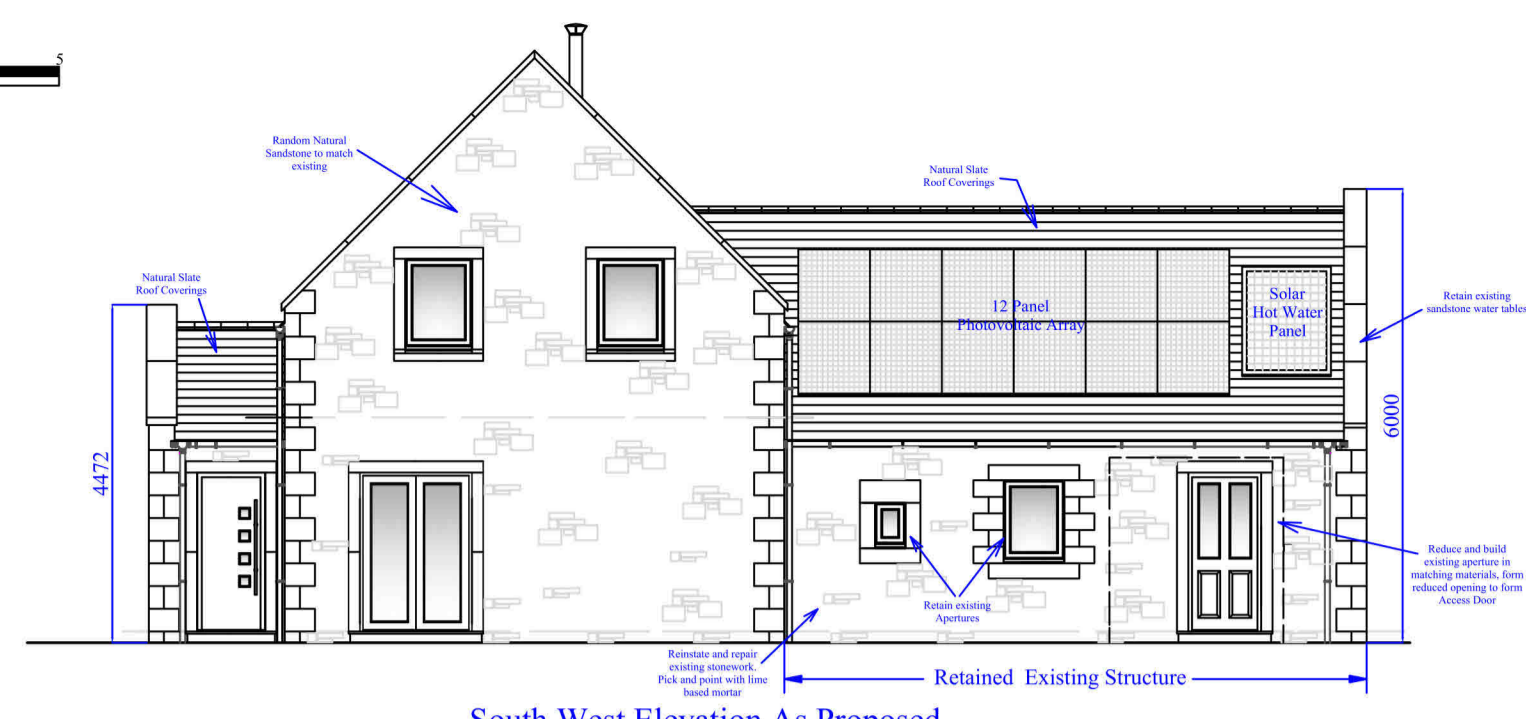 5
Random Natural
Sandstone to match
existing
Natural Slate
Roof Coverings
Natural Slate
Roof Coverings
12 Panel
Photovoltaic Array
Solar
Hot Water
Panel
Retain existing
sandstone water tables
4472
6000
Retain existing
Apertures
Reduce and build
existing aperture in
matching materials, form
reduced opening to form
Access Door
Reinstate and repair
existing stonework.
Pick and point with lime
based mortar
Retained Existing Structure
South West Elevation As Proposed